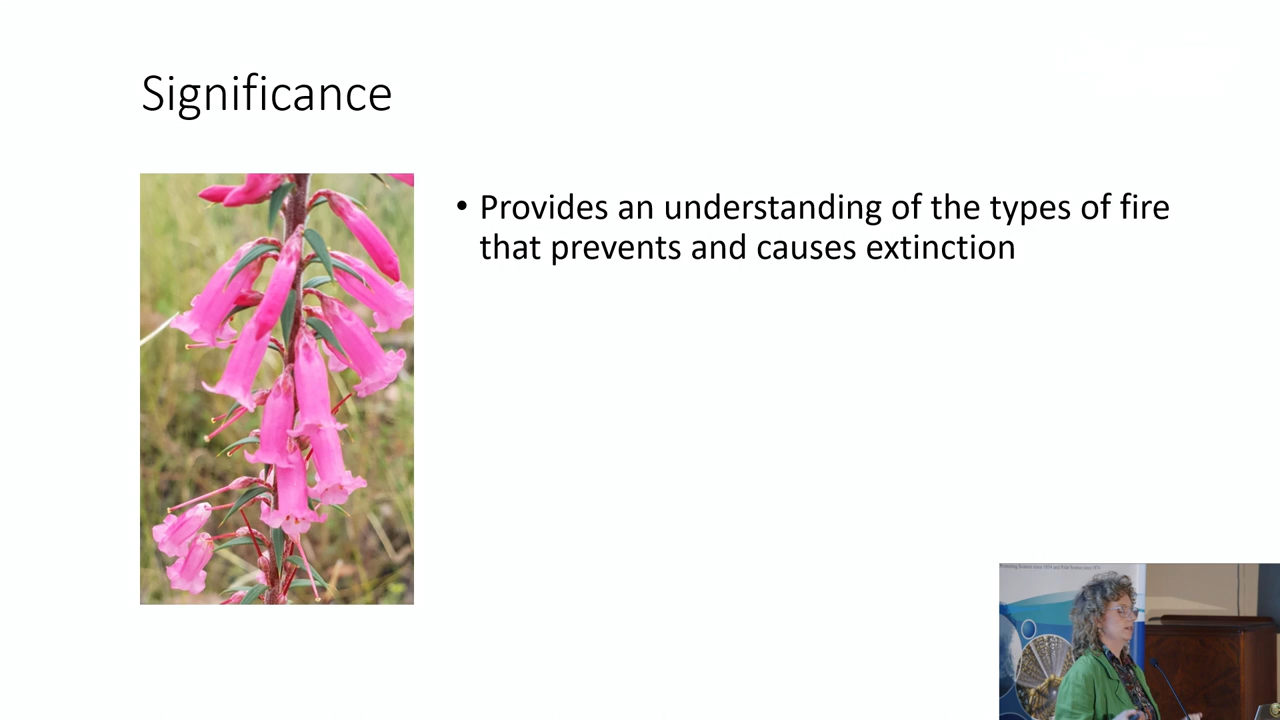 Significance
• Provides an understanding of the types of fire
that prevents and causes extinction